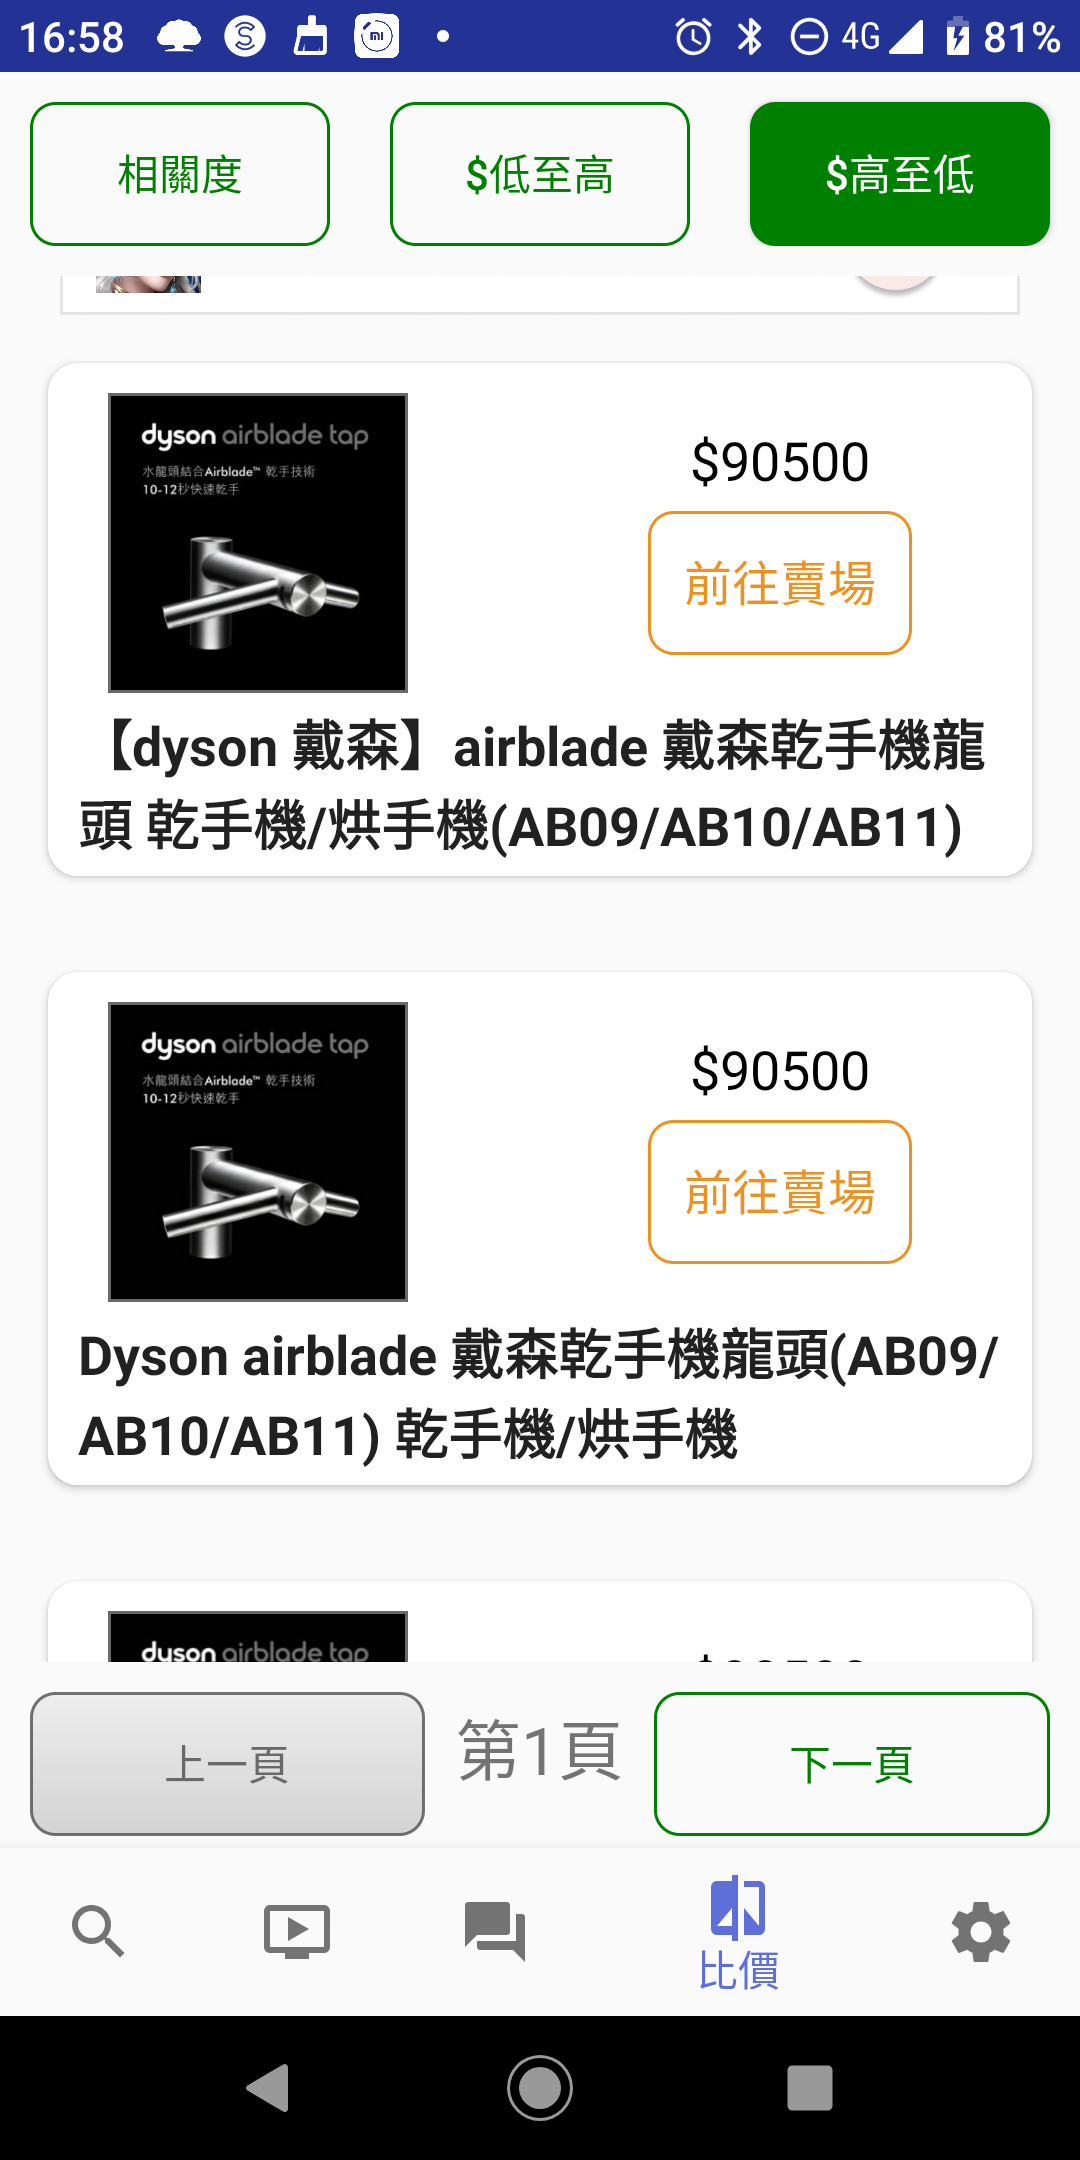 16:58
4G
81%
相關度
$低至高
$高至低
dyson airblade tap
水龍頭結合Airblade™ 乾手技術
10-12秒快速乾手
$90500
前往賣場
【dyson 戴森】airblade 戴森乾手機龍
頭 乾手機/烘手機(AB09/AB10/AB11)
dyson airblade tap
水龍頭結合Airblade™ 乾手技術
10-12秒快速乾手
$90500
前往賣場
Dyson airblade 戴森乾手機龍頭(AB09/
AB10/AB11) 乾手機/烘手機
dyson airblade tap
上一頁
第1頁
下一頁
比價